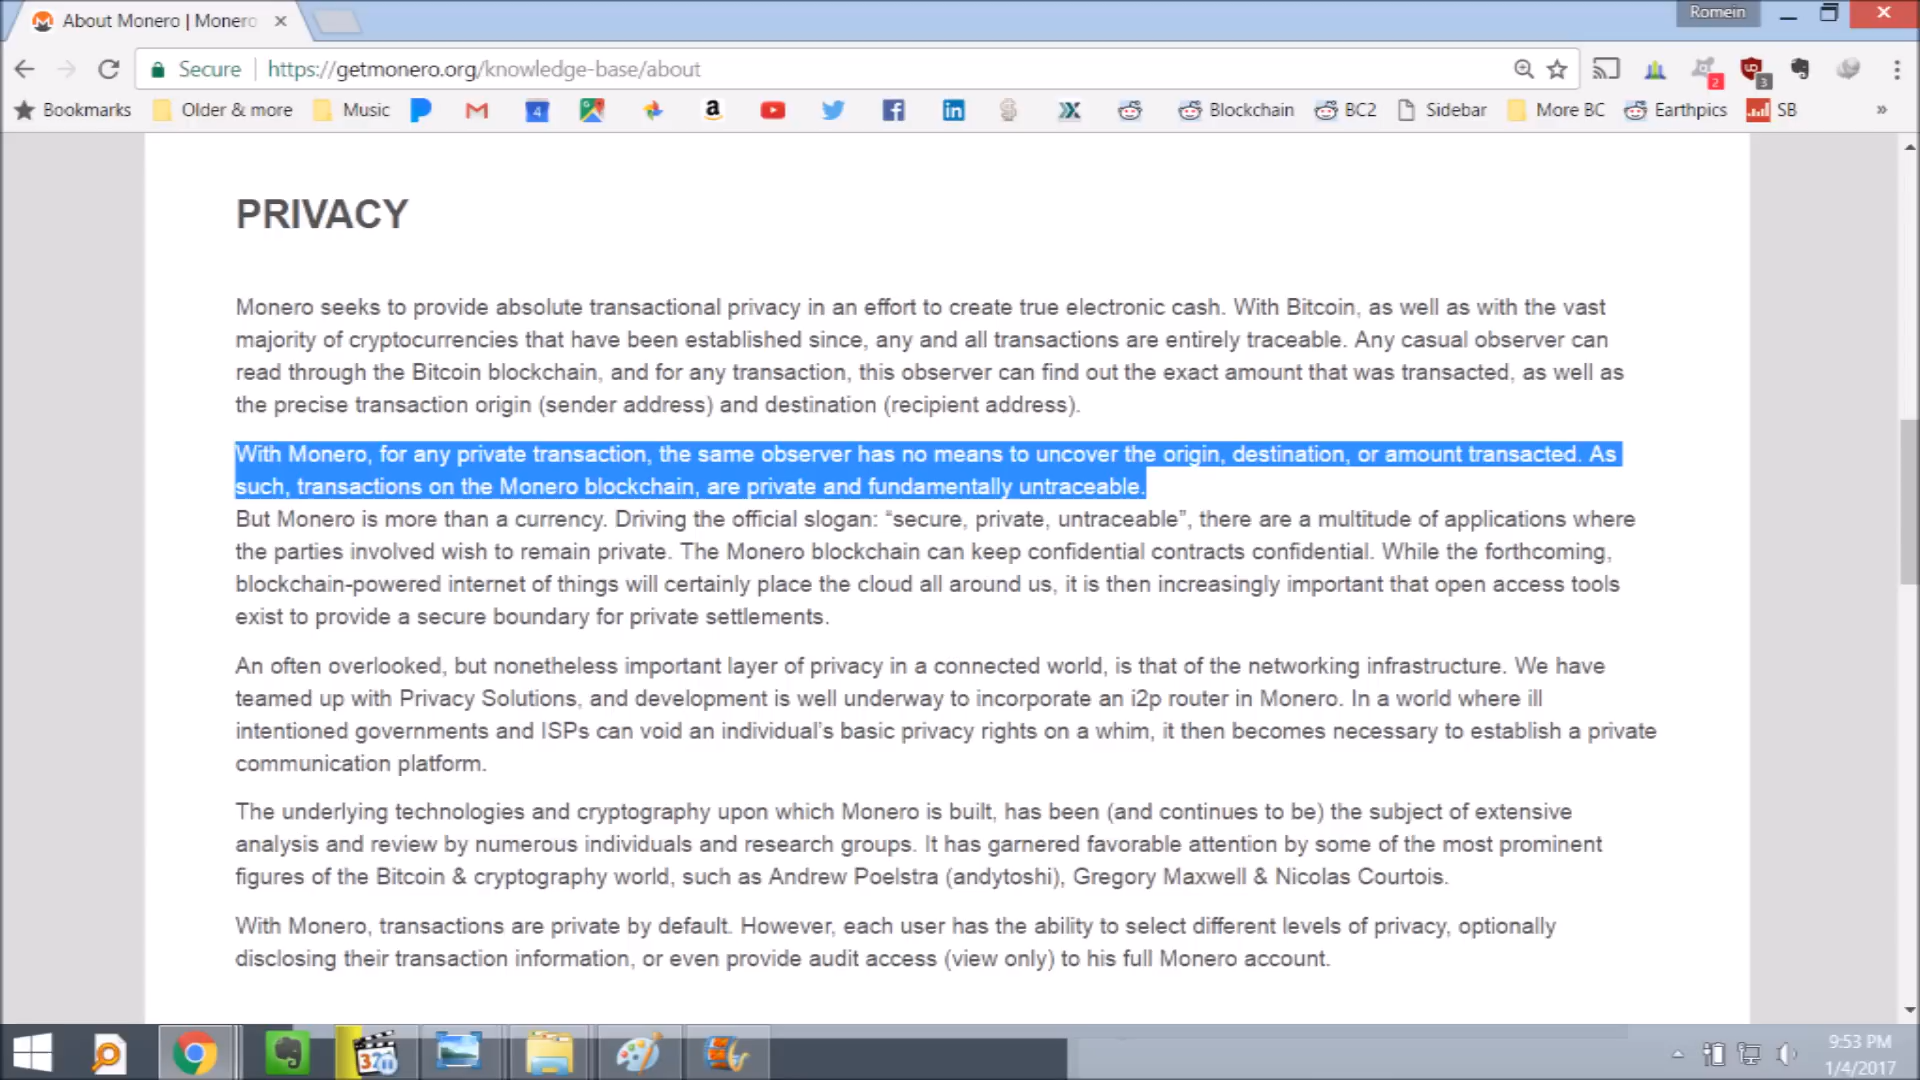 About Monero | Monero
Romein
Secure https://getmonero.org/knowledge-base/about
2 3
Bookmarks Older & more Music 4 Blockchain BC2 Sidebar More BC Earthpics SB »
PRIVACY
Monero seeks to provide absolute transactional privacy in an effort to create true electronic cash. With Bitcoin, as well as with the vast
majority of cryptocurrencies that have been established since, any and all transactions are entirely traceable. Any casual observer can
read through the Bitcoin blockchain, and for any transaction, this observer can find out the exact amount that was transacted, as well as
the precise transaction origin (sender address) and destination (recipient address).
With Monero, for any private transaction, the same observer has no means to uncover the origin, destination, or amount transacted. As
such, transactions on the Monero blockchain, are private and fundamentally untraceable.
But Monero is more than a currency. Driving the official slogan: “secure, private, untraceable”, there are a multitude of applications where
the parties involved wish to remain private. The Monero blockchain can keep confidential contracts confidential. While the forthcoming,
blockchain-powered internet of things will certainly place the cloud all around us, it is then increasingly important that open access tools
exist to provide a secure boundary for private settlements.
An often overlooked, but nonetheless important layer of privacy in a connected world, is that of the networking infrastructure. We have
teamed up with Privacy Solutions, and development is well underway to incorporate an i2p router in Monero. In a world where ill
intentioned governments and ISPs can void an individual’s basic privacy rights on a whim, it then becomes necessary to establish a private
communication platform.
The underlying technologies and cryptography upon which Monero is built, has been (and continues to be) the subject of extensive
analysis and review by numerous individuals and research groups. It has garnered favorable attention by some of the most prominent
figures of the Bitcoin & cryptography world, such as Andrew Poelstra (andytoshi), Gregory Maxwell & Nicolas Courtois.
With Monero, transactions are private by default. However, each user has the ability to select different levels of privacy, optionally
disclosing their transaction information, or even provide audit access (view only) to his full Monero account.
321
9:53 PM
1/4/2017